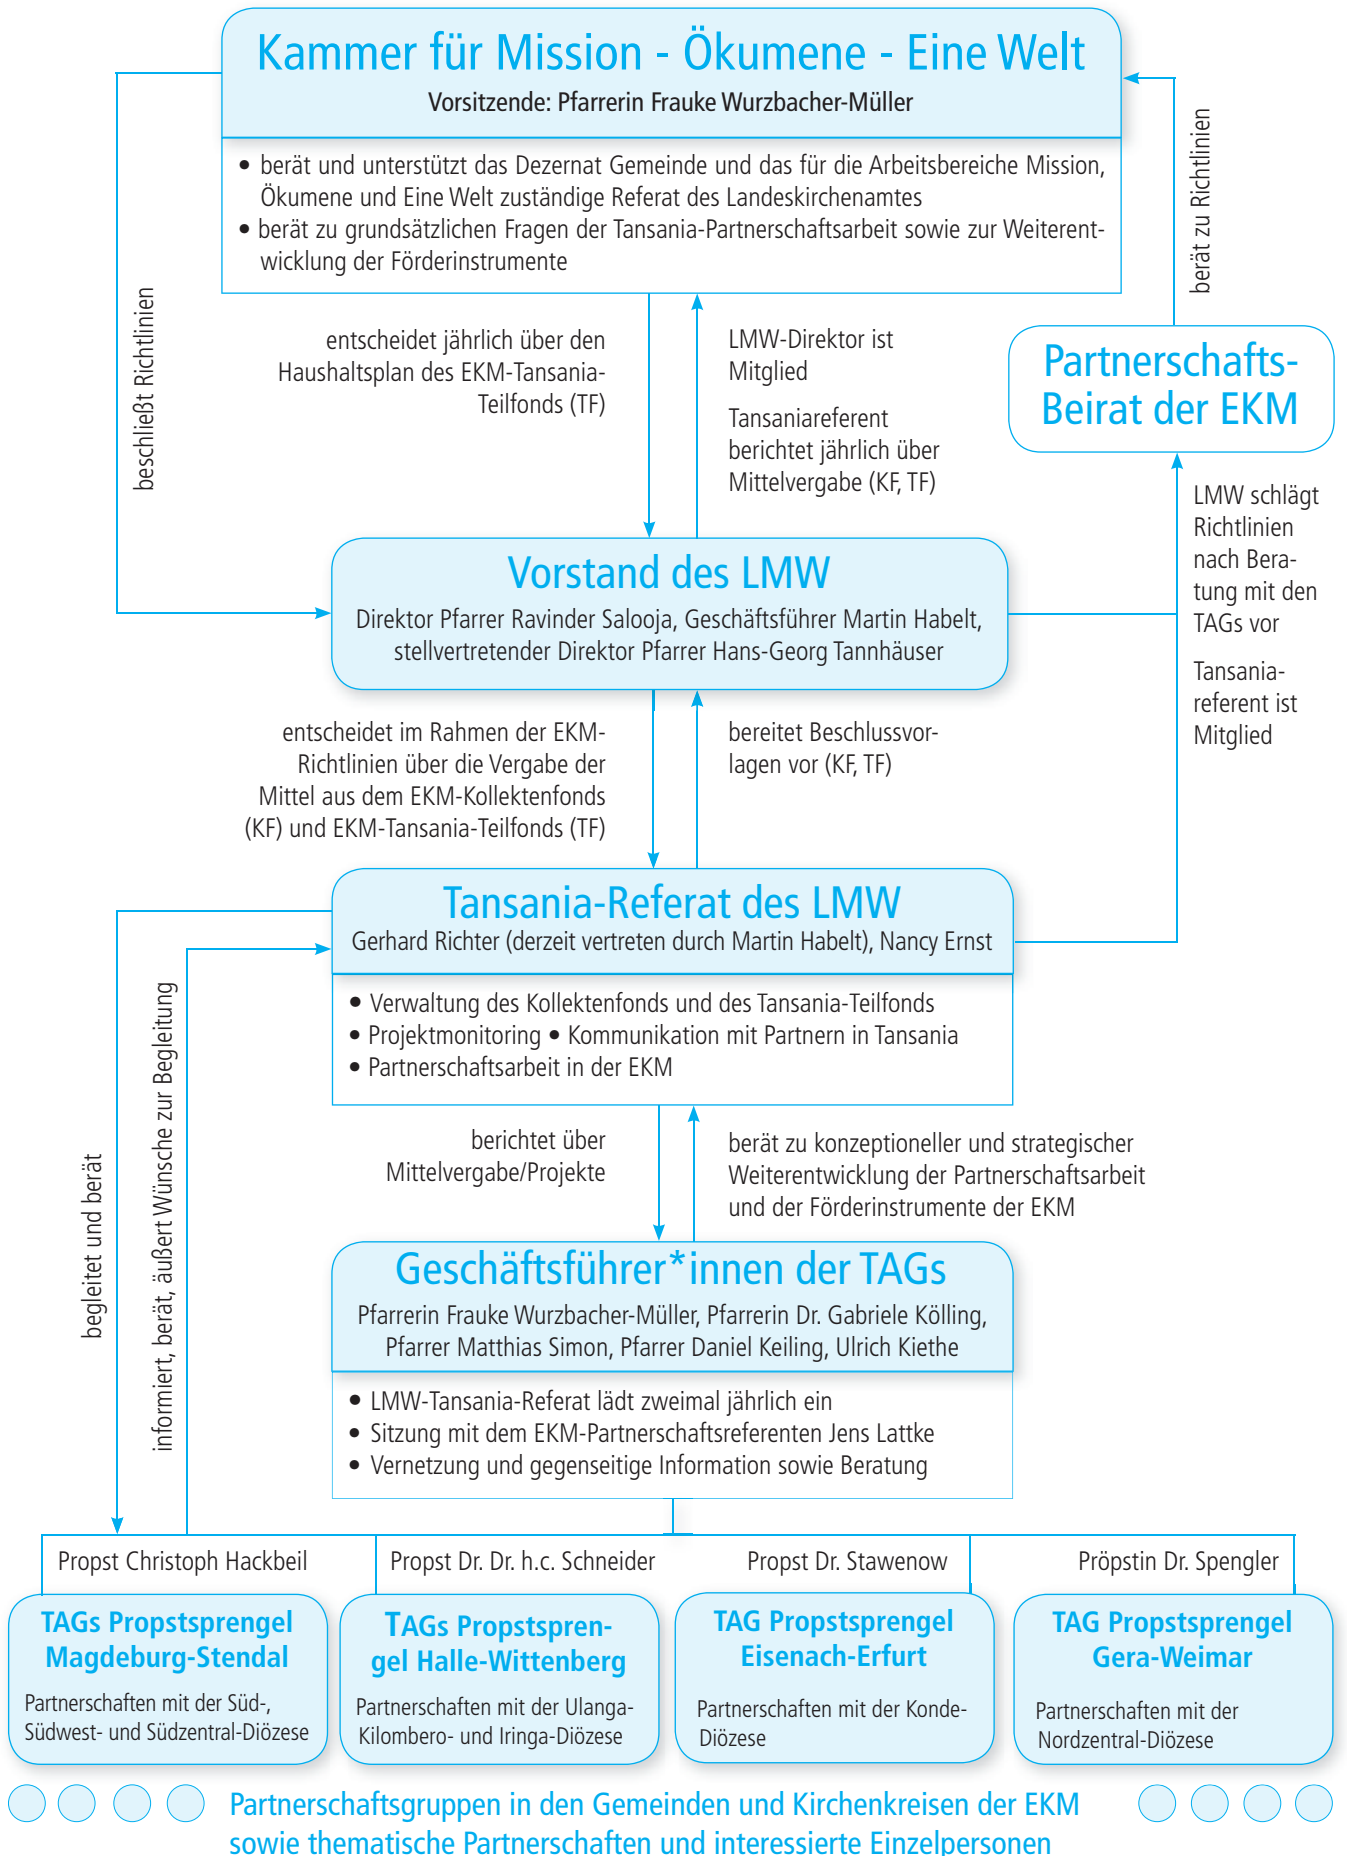 Kammer für Mission - Ökumene - Eine Welt
Vorsitzende: Pfarrerin Frauke Wurzbacher-Müller
• berät und unterstützt das Dezernat Gemeinde und das für die Arbeitsbereiche Mission,
Ökumene und Eine Welt zuständige Referat des Landeskirchenamtes
• berät zu grundsätzlichen Fragen der Tansania-Partnerschaftsarbeit sowie zur Weiterent-
wicklung der Förderinstrumente
beschließt Richtlinien
entscheidet jährlich über den
Haushaltsplan des EKM-Tansania-
Teilfonds (TF)
LMW-Direktor ist
Mitglied
Tansaniareferent
berichtet jährlich über
Mittelvergabe (KF, TF)
berät zu Richtlinien
Partnerschafts-
Beirat der EKM
LMW schlägt
Richtlinien
nach Bera-
tung mit den
TAGs vor
Tansania-
referent ist
Mitglied
Vorstand des LMW
Direktor Pfarrer Ravinder Salooja, Geschäftsführer Martin Habelt,
stellvertretender Direktor Pfarrer Hans-Georg Tannhäuser
entscheidet im Rahmen der EKM-
Richtlinien über die Vergabe der
Mittel aus dem EKM-Kollektenfonds
(KF) und EKM-Tansania-Teilfonds (TF)
bereitet Beschlussvor-
lagen vor (KF, TF)
Tansania-Referat des LMW
Gerhard Richter (derzeit vertreten durch Martin Habelt), Nancy Ernst
• Verwaltung des Kollektenfonds und des Tansania-Teilfonds
• Projektmonitoring • Kommunikation mit Partnern in Tansania
• Partnerschaftsarbeit in der EKM
begleitet und berät
informiert, berät, äußert Wünsche zur Begleitung
berichtet über
Mittelvergabe/Projekte
berät zu konzeptioneller und strategischer
Weiterentwicklung der Partnerschaftsarbeit
und der Förderinstrumente der EKM
Geschäftsführer*innen der TAGs
Pfarrerin Frauke Wurzbacher-Müller, Pfarrerin Dr. Gabriele Kölling,
Pfarrer Matthias Simon, Pfarrer Daniel Keiling, Ulrich Kiethe
• LMW-Tansania-Referat lädt zweimal jährlich ein
• Sitzung mit dem EKM-Partnerschaftsreferenten Jens Lattke
• Vernetzung und gegenseitige Information sowie Beratung
Propst Christoph Hackbeil
TAGs Propstsprengel
Magdeburg-Stendal
Partnerschaften mit der Süd-,
Südwest- und Südzentral-Diözese
Propst Dr. Dr. h.c. Schneider
TAGs Propstspren-
gel Halle-Wittenberg
Partnerschaften mit der Ulanga-
Kilombero- und Iringa-Diözese
Propst Dr. Stawenow
TAG Propstsprengel
Eisenach-Erfurt
Partnerschaften mit der Konde-
Diözese
Pröpstin Dr. Spengler
TAG Propstsprengel
Gera-Weimar
Partnerschaften mit der
Nordzentral-Diözese
Partnerschaftsgruppen in den Gemeinden und Kirchenkreisen der EKM
sowie thematische Partnerschaften und interessierte Einzelpersonen